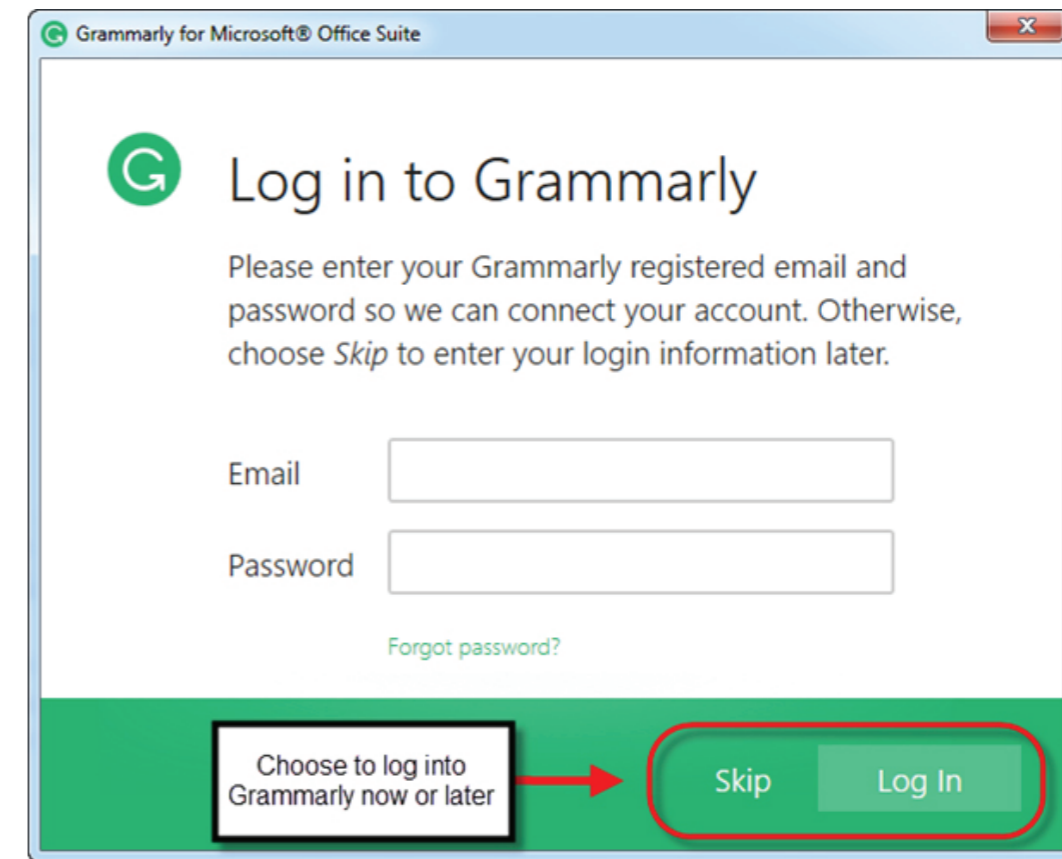 Grammarly for Microsoft® Office Suite
Log in to Grammarly
Please enter your Grammarly registered email and
password so we can connect your account. Otherwise,
choose Skip to enter your login information later.
Email
Password
Forgot password?
Choose to log into
Grammarly now or later
Skip
Log In